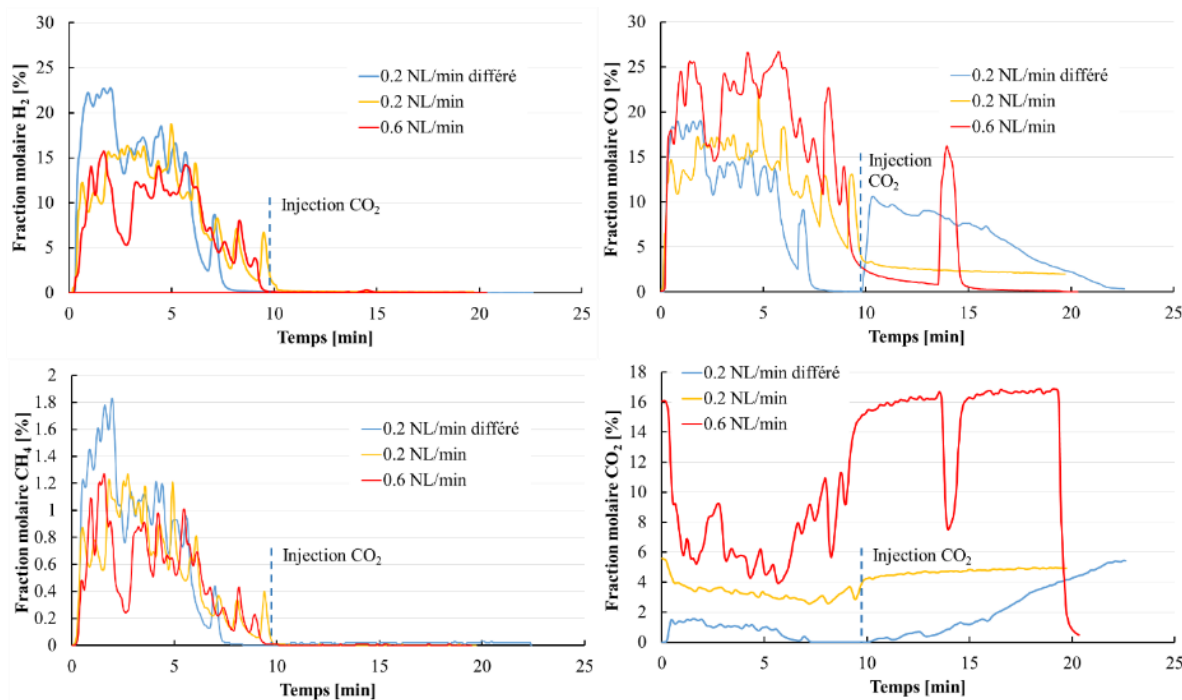 Fraction molaire H2 [%]
30
25
20
15
10
5
0
0 5 10 15 20 25
Temps [min]
0.2 NL/min différé
0.2 NL/min
0.6 NL/min
Injection CO2
Fraction molaire CO [%]
30
25
20
15
10
5
0
0 5 10 15 20 25
Temps [min]
0.2 NL/min différé
0.2 NL/min
0.6 NL/min
Injection
CO2
Fraction molaire CH4 [%]
2
1.8
1.6
1.4
1.2
1
0.8
0.6
0.4
0.2
0
0 5 10 15 20 25
Temps [min]
0.2 NL/min différé
0.2 NL/min
0.6 NL/min
Injection CO2
Fraction molaire CO2 [%]
18
16
14
12
10
8
6
4
2
0
0 5 10 15 20 25
Temps [min]
0.2 NL/min différé
0.2 NL/min
0.6 NL/min
Injection CO2